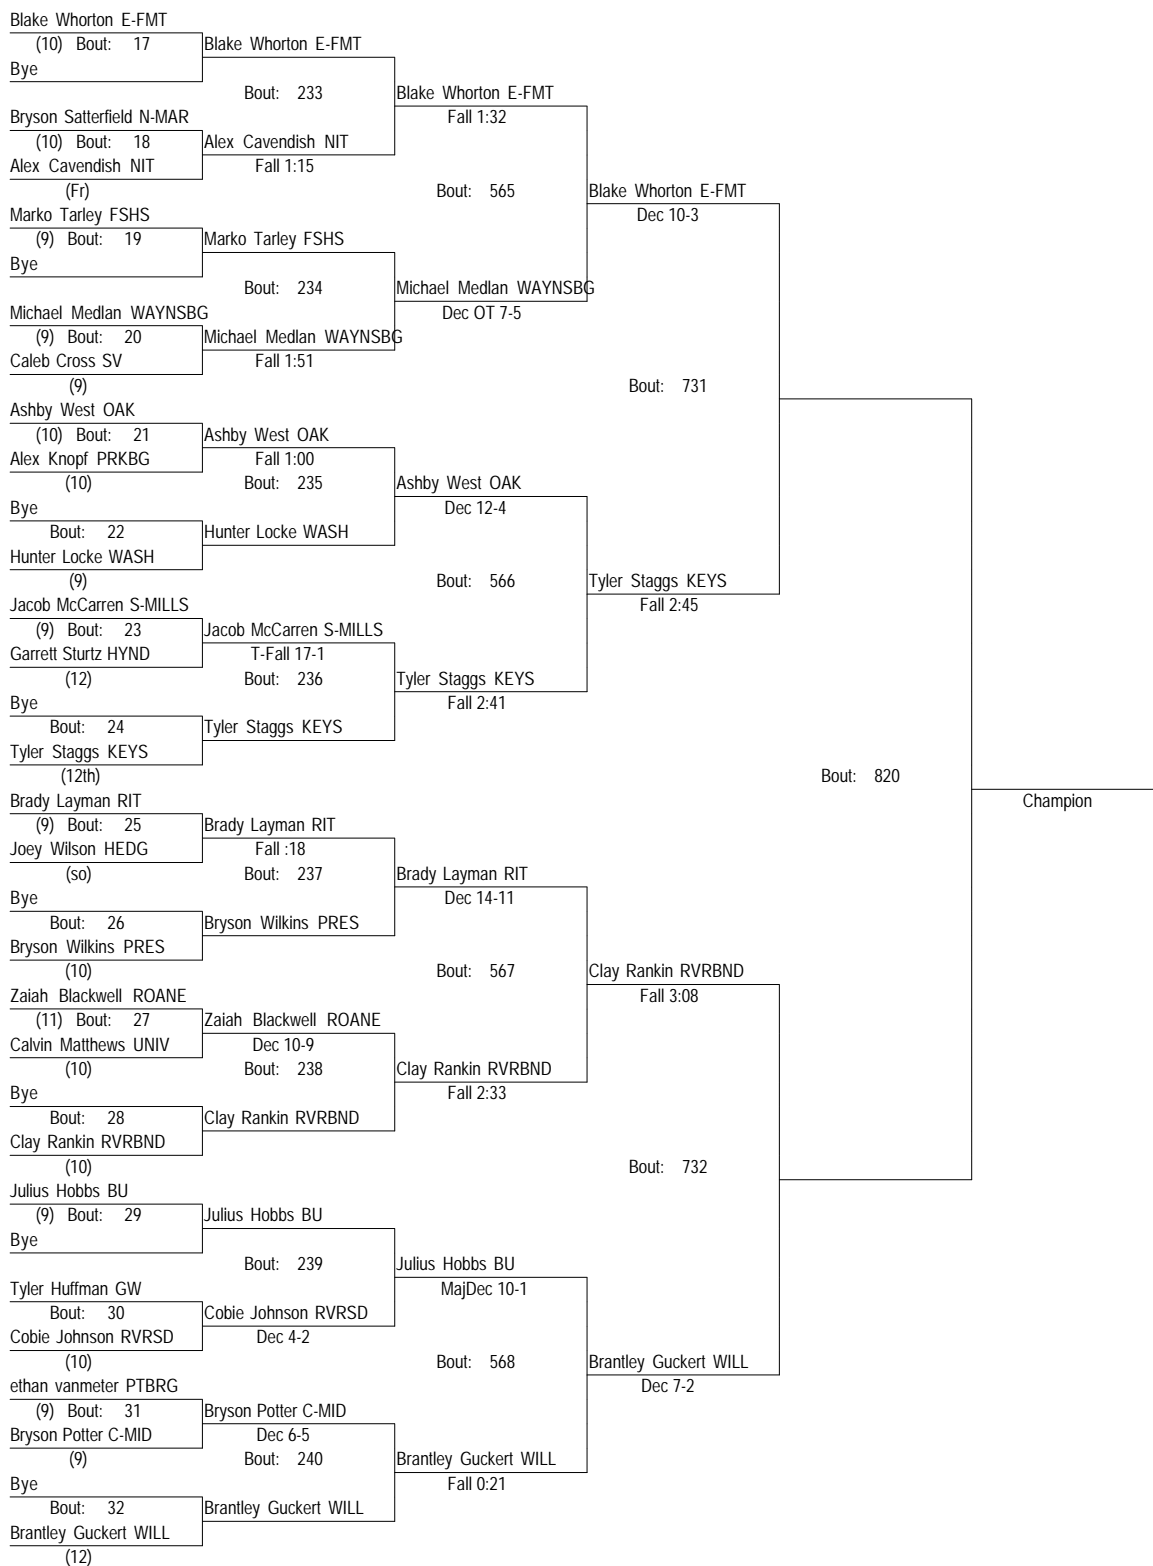 Blake Whorton E-FMT
(10) Bout: 17
Blake Whorton E-FMT
Bye
Bout: 233
Blake Whorton E-FMT
Fall 1:32
Bryson Satterfield N-MAR
(10) Bout: 18
Alex Cavendish NIT
Alex Cavendish NIT
Fall 1:15
(Fr)
Bout: 565
Blake Whorton E-FMT
Dec 10-3
Marko Tarley FSHS
(9) Bout: 19
Marko Tarley FSHS
Bye
Bout: 234
Michael Medlan WAYNSBG
Dec OT 7-5
Michael Medlan WAYNSBG
(9) Bout: 20
Michael Medlan WAYNSBG
Caleb Cross SV
Fall 1:51
(9)
Bout: 731
Ashby West OAK
(10) Bout: 21
Ashby West OAK
Alex Knopf PRKBG
Fall 1:00
(10)
Bout: 235
Ashby West OAK
Dec 12-4
Bye
Bout: 22
Hunter Locke WASH
Hunter Locke WASH
(9)
Bout: 566
Tyler Staggs KEYS
Fall 2:45
Jacob McCarren S-MILLS
(9) Bout: 23
Jacob McCarren S-MILLS
Garrett Sturtz HYND
T-Fall 17-1
(12)
Bout: 236
Tyler Staggs KEYS
Fall 2:41
Bye
Bout: 24
Tyler Staggs KEYS
Tyler Staggs KEYS
(12th)
Bout: 820
Champion
Brady Layman RIT
(9) Bout: 25
Brady Layman RIT
Joey Wilson HEDG
Fall :18
(so)
Bout: 237
Brady Layman RIT
Dec 14-11
Bye
Bout: 26
Bryson Wilkins PRES
Bryson Wilkins PRES
(10)
Bout: 567
Clay Rankin RVRBND
Fall 3:08
Zaiah Blackwell ROANE
(11) Bout: 27
Zaiah Blackwell ROANE
Calvin Matthews UNIV
Dec 10-9
(10)
Bout: 238
Clay Rankin RVRBND
Fall 2:33
Bye
Bout: 28
Clay Rankin RVRBND
Clay Rankin RVRBND
(10)
Bout: 732
Julius Hobbs BU
(9) Bout: 29
Julius Hobbs BU
Bye
Bout: 239
Julius Hobbs BU
MajDec 10-1
Tyler Huffman GW
Bout: 30
Cobie Johnson RVRSD
Cobie Johnson RVRSD
Dec 4-2
(10)
Bout: 568
Brantley Guckert WILL
Dec 7-2
ethan vanmeter PTBRG
(9) Bout: 31
Bryson Potter C-MID
Bryson Potter C-MID
Dec 6-5
(9)
Bout: 240
Brantley Guckert WILL
Fall 0:21
Bye
Bout: 32
Brantley Guckert WILL
Brantley Guckert WILL
(12)